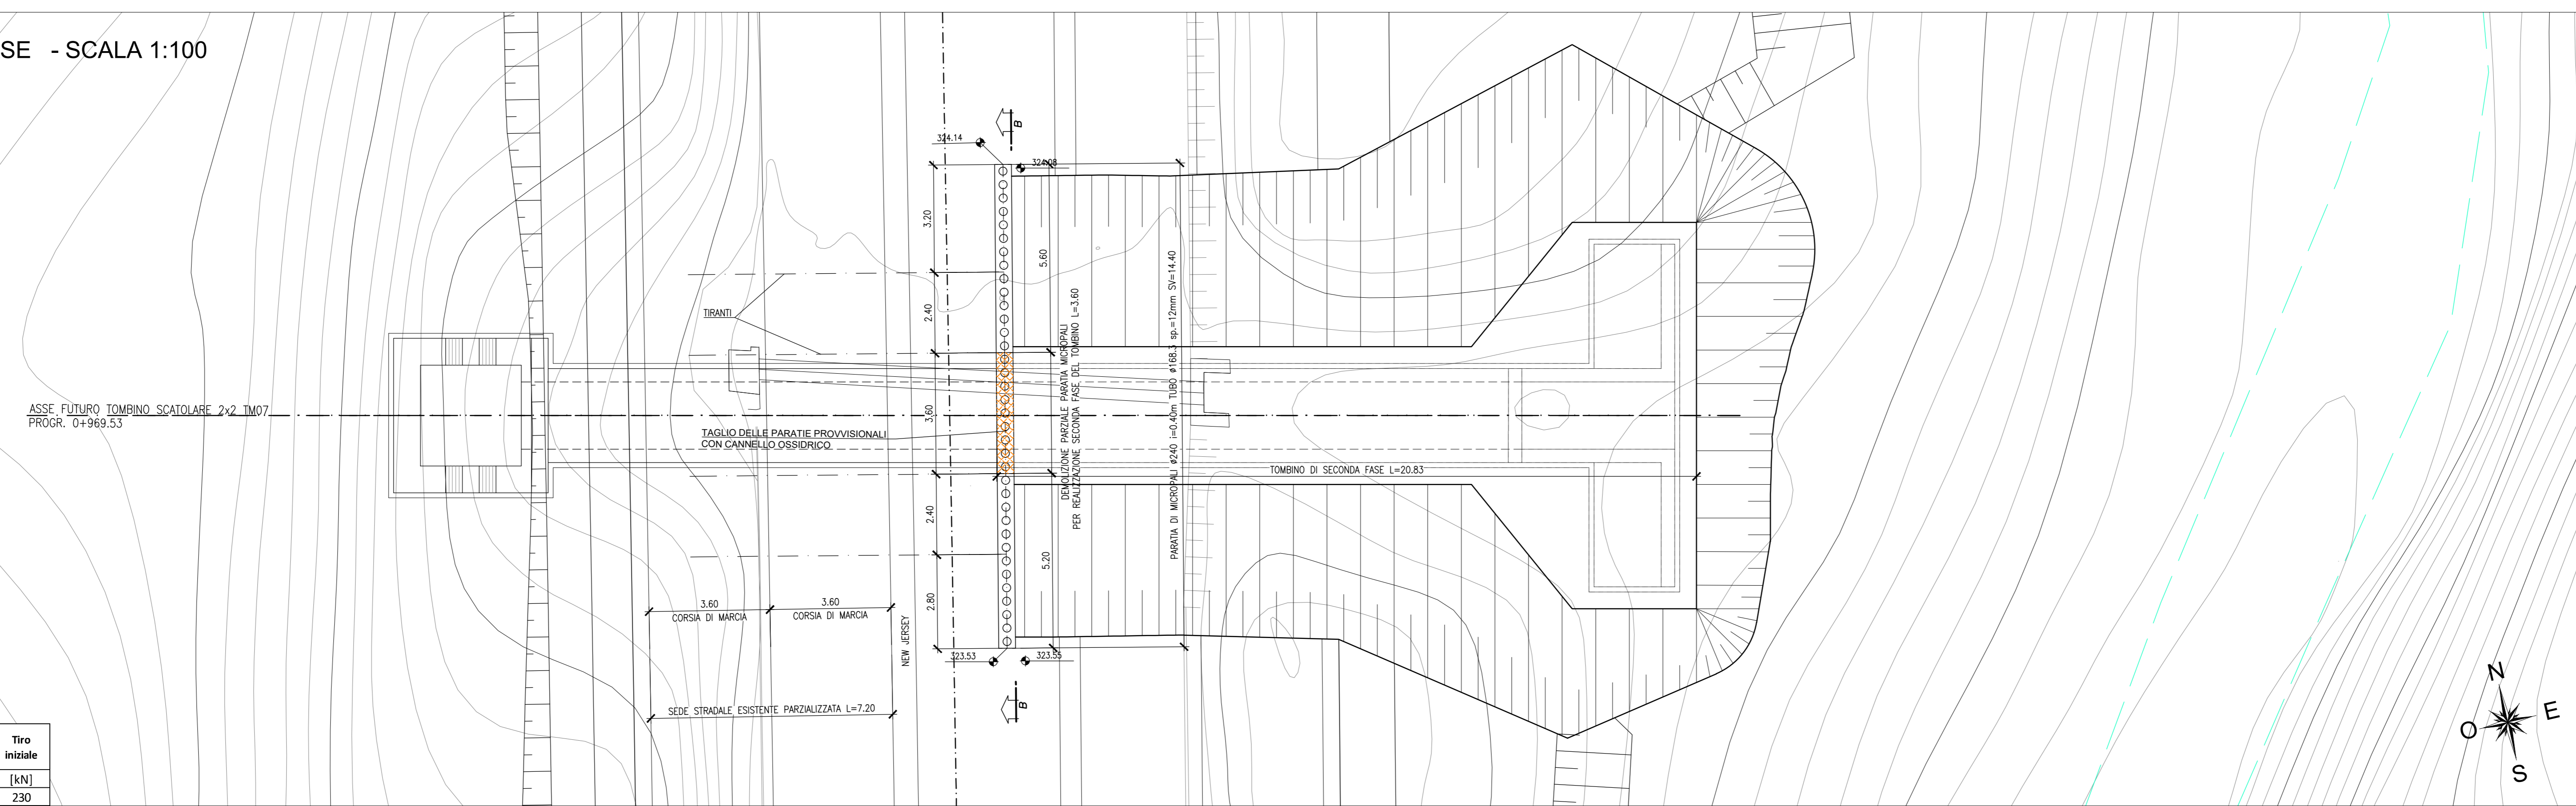 SE - SCALA 1:100
324.14
B
324.08
3.20
5.60
2.40
TIRANTI
DEMOLIZIONE PARZIALE PARATIA MICROPALI
PER REALIZZAZIONE SECONDA FASE DEL TOMBINO L=3.60
PARATIA DI MICROPALI Ø240 i=0.40m TUBO Ø168.3 sp.=12mm SV=14.40
ASSE FUTURO TOMBINO SCATOLARE 2x2 TM07
PROGR. 0+969.53
3.60
TAGLIO DELLE PARATIE PROVVISIONALI
CON CANNELLO OSSIDRICO
TOMBINO DI SECONDA FASE L=20.83
2.40
5.20
2.80
3.60
CORSIA DI MARCIA
3.60
CORSIA DI MARCIA
NEW JERSEY
323.53
323.55
B
SEDE STRADALE ESISTENTE PARZIALIZZATA L=7.20
N
E
O
S
Tiro
iniziale
[kN]
230